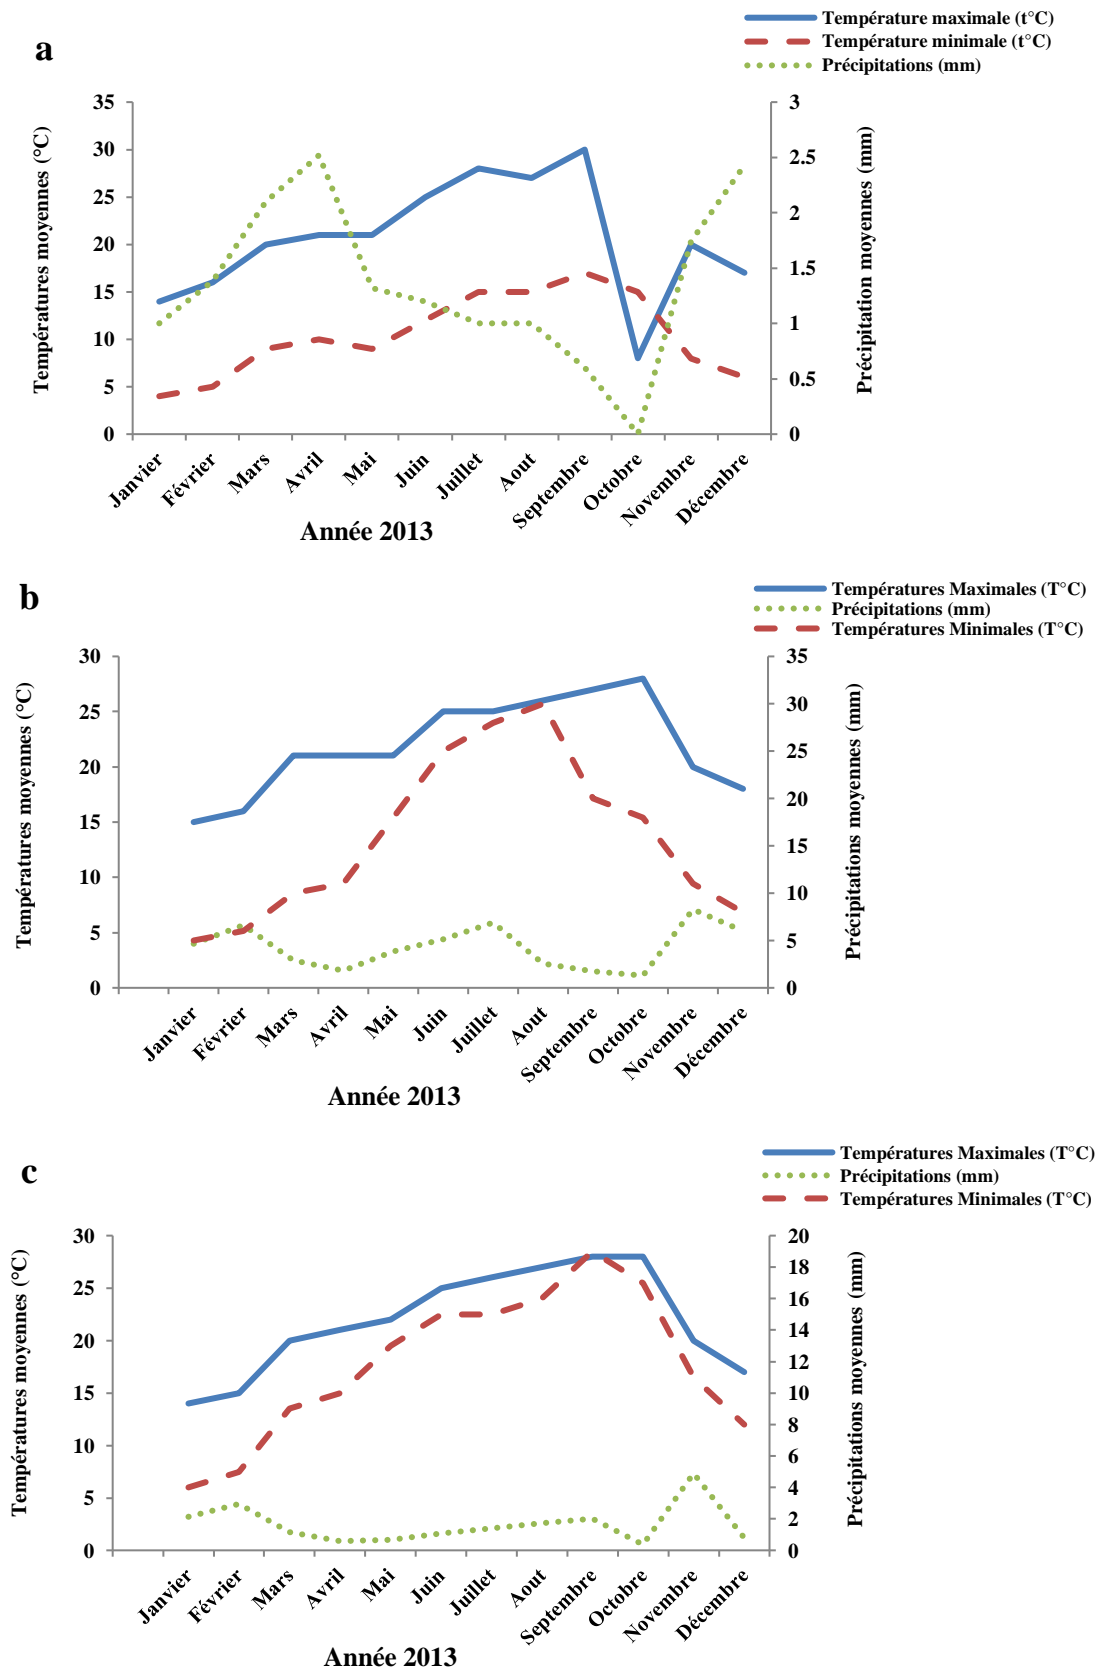 a
Température maximale (t°C)
Température minimale (t°C)
Précipitations (mm)
Températures moyennes (°C)
35
30
25
20
15
10
5
0
3
2.5
2
1.5
1
0.5
0
Précipitation moyennes (mm)
Janvier
Février
Mars
Avril
Mai
Juin
Juillet
Aout
Septembre
Octobre
Novembre
Décembre
Année 2013
b
Températures Maximales (T°C)
Précipitations (mm)
Températures Minimales (T°C)
Températures moyennes (°C)
30
25
20
15
10
5
0
35
30
25
20
15
10
5
0
Précipitations moyennes (mm)
Janvier
Février
Mars
Avril
Mai
Juin
Juillet
Aout
Septembre
Octobre
Novembre
Décembre
Année 2013
c
Températures Maximales (T°C)
Précipitations (mm)
Températures Minimales (T°C)
Températures moyennes (°C)
30
25
20
15
10
5
0
20
18
16
14
12
10
8
6
4
2
0
Précipitations moyennes (mm)
Janvier
Février
Mars
Avril
Mai
Juin
Juillet
Aout
Septembre
Octobre
Novembre
Décembre
Année 2013